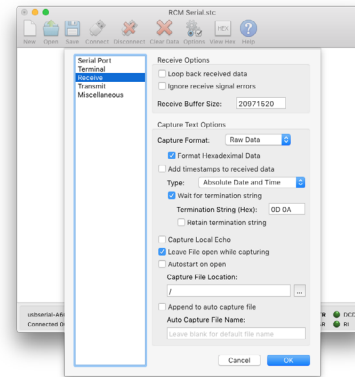 RCM Serial.stc
New Open Save Connect Disconnect Clear Data Options View Hex Help
HEX
Serial Port
Terminal
Receive
Transmit
Miscellaneous
Receive Options
Loop back received data
Ignore receive signal errors
Receive Buffer Size: 20971520
Capture Text Options
Capture Format: Raw Data
Format Hexadeximal Data
Add timestamps to received data
Type: Absolute Date and Time
Wait for termination string
Termination String (Hex): 0D 0A
Retain termination string
Capture Local Echo
Leave File open while capturing
Autostart on open
Capture File Location:
/
...
Append to auto capture file
Auto Capture File Name:
Leave blank for default file name
Cancel OK
Connected
DCD
RI